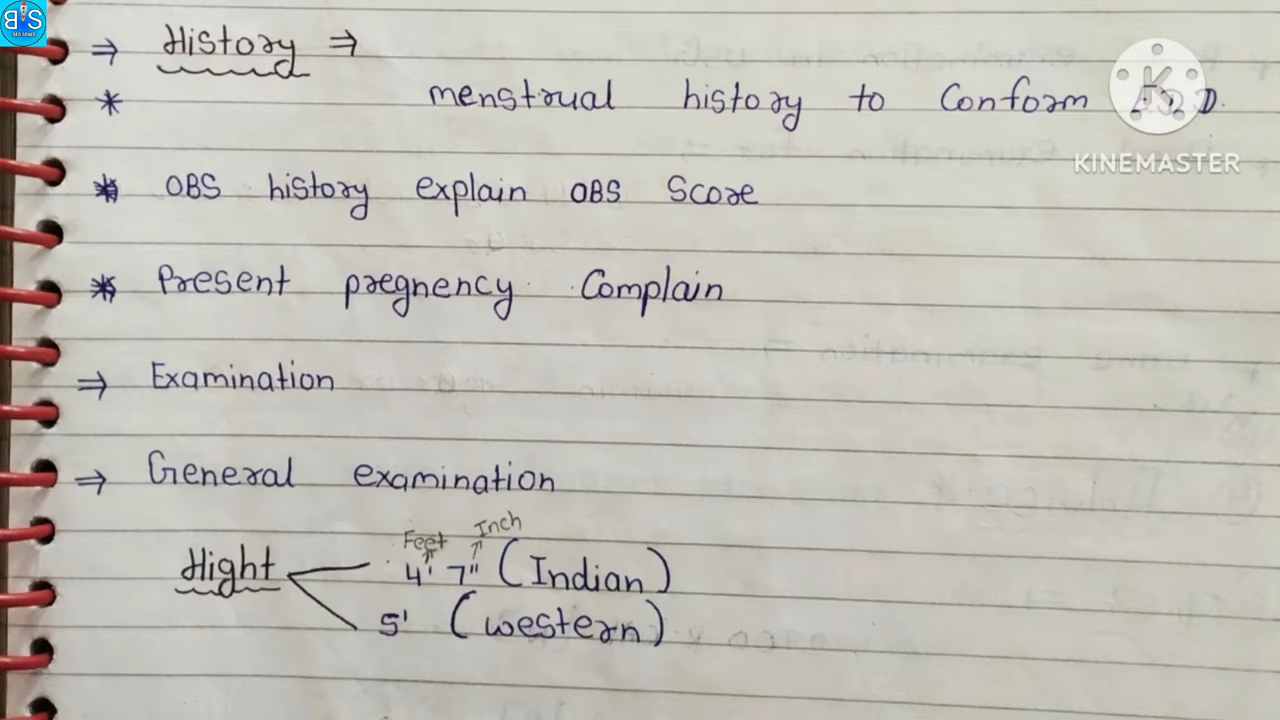 BS
⇒ History ⇒
* menstrual history to Conform D.
KINEMASTER
* OBS history explain OBS Score
* Present pregnency Complain
⇒ Examination
⇒ General examination
Feet Inch
Hight 4' 7" (Indian)
5' (western)